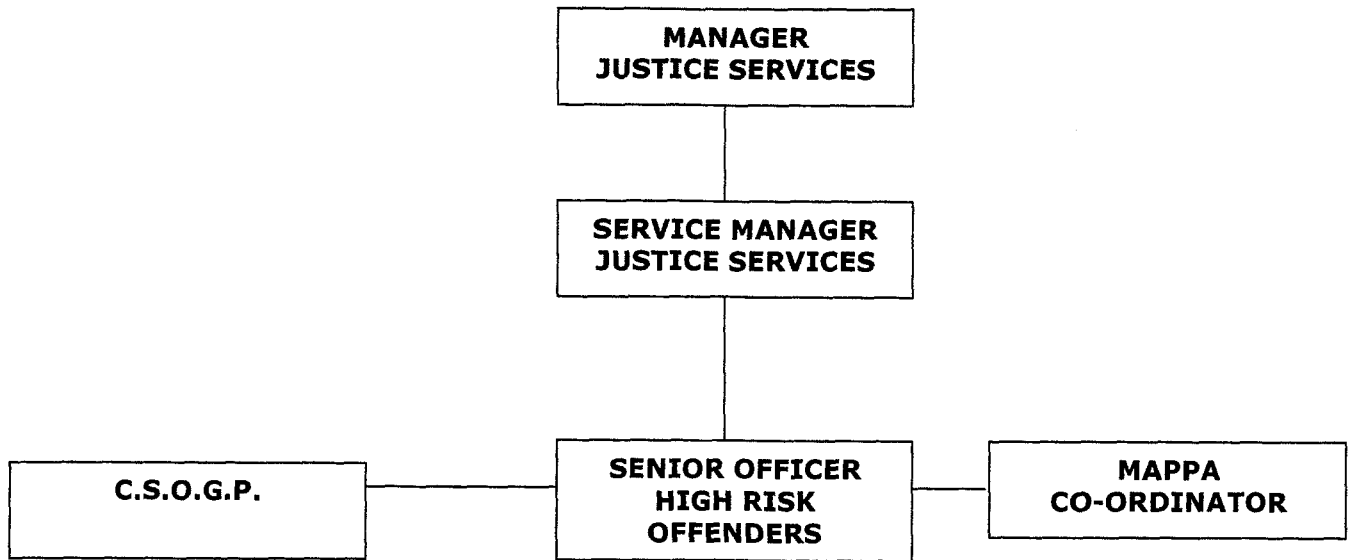 MANAGER
JUSTICE SERVICES
SERVICE MANAGER
JUSTICE SERVICES
C.S.O.G.P.
SENIOR OFFICER
HIGH RISK
OFFENDERS
MAPPA
CO-ORDINATOR